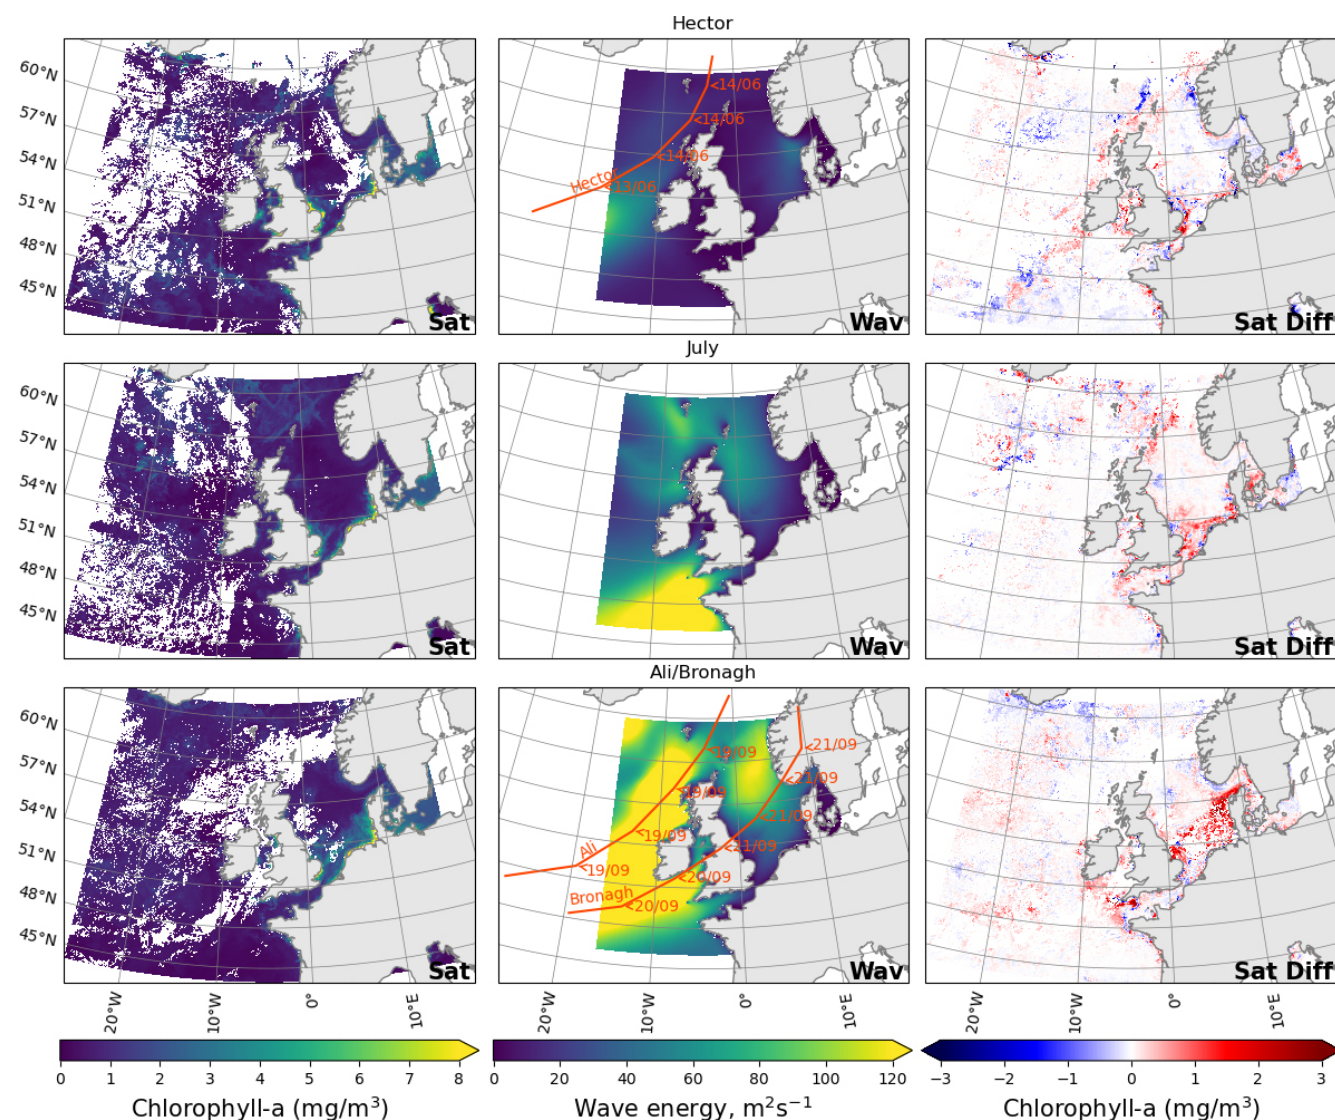 Hector
60°N
57°N
54°N
51°N
48°N
45°N
Sat
Hector
<14/06
<14/06
<14/06
<13/06
Wav
Sat Diff
July
60°N
57°N
54°N
51°N
48°N
45°N
Sat
Wav
Sat Diff
Ali/Bronagh
60°N
57°N
54°N
51°N
48°N
45°N
Sat
Ali
Bronagh
<19/09
<21/09
<19/09
<21/09
<19/09
<21/09
<21/09
<19/09
<20/09
<20/09
Wav
Sat Diff
20°W
10°W
0
10°E
20°W
10°W
0
10°E
20°W
10°W
0
10°E
0 1 2 3 4 5 6 7 8
Chlorophyll-a (mg/m³)
0 20 40 60 80 100 120
Wave energy, m²s⁻¹
−3 −2 −1 0 1 2 3
Chlorophyll-a (mg/m³)